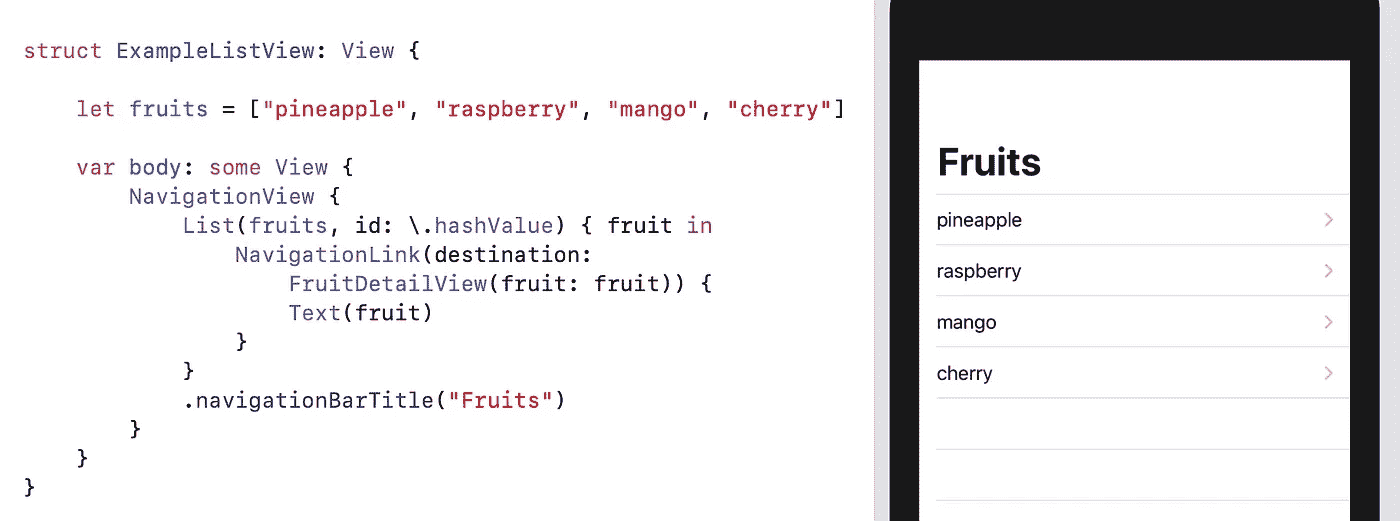 struct ExampleListView: View {
let fruits = ["pineapple", "raspberry", "mango", "cherry"]
var body: some View {
NavigationView {
List(fruits, id: \.hashValue) { fruit in
NavigationLink(destination:
FruitDetailView(fruit: fruit)) {
Text(fruit)
}
}
.navigationBarTitle("Fruits")
}
}
}
Fruits
pineapple
raspberry
mango
cherry